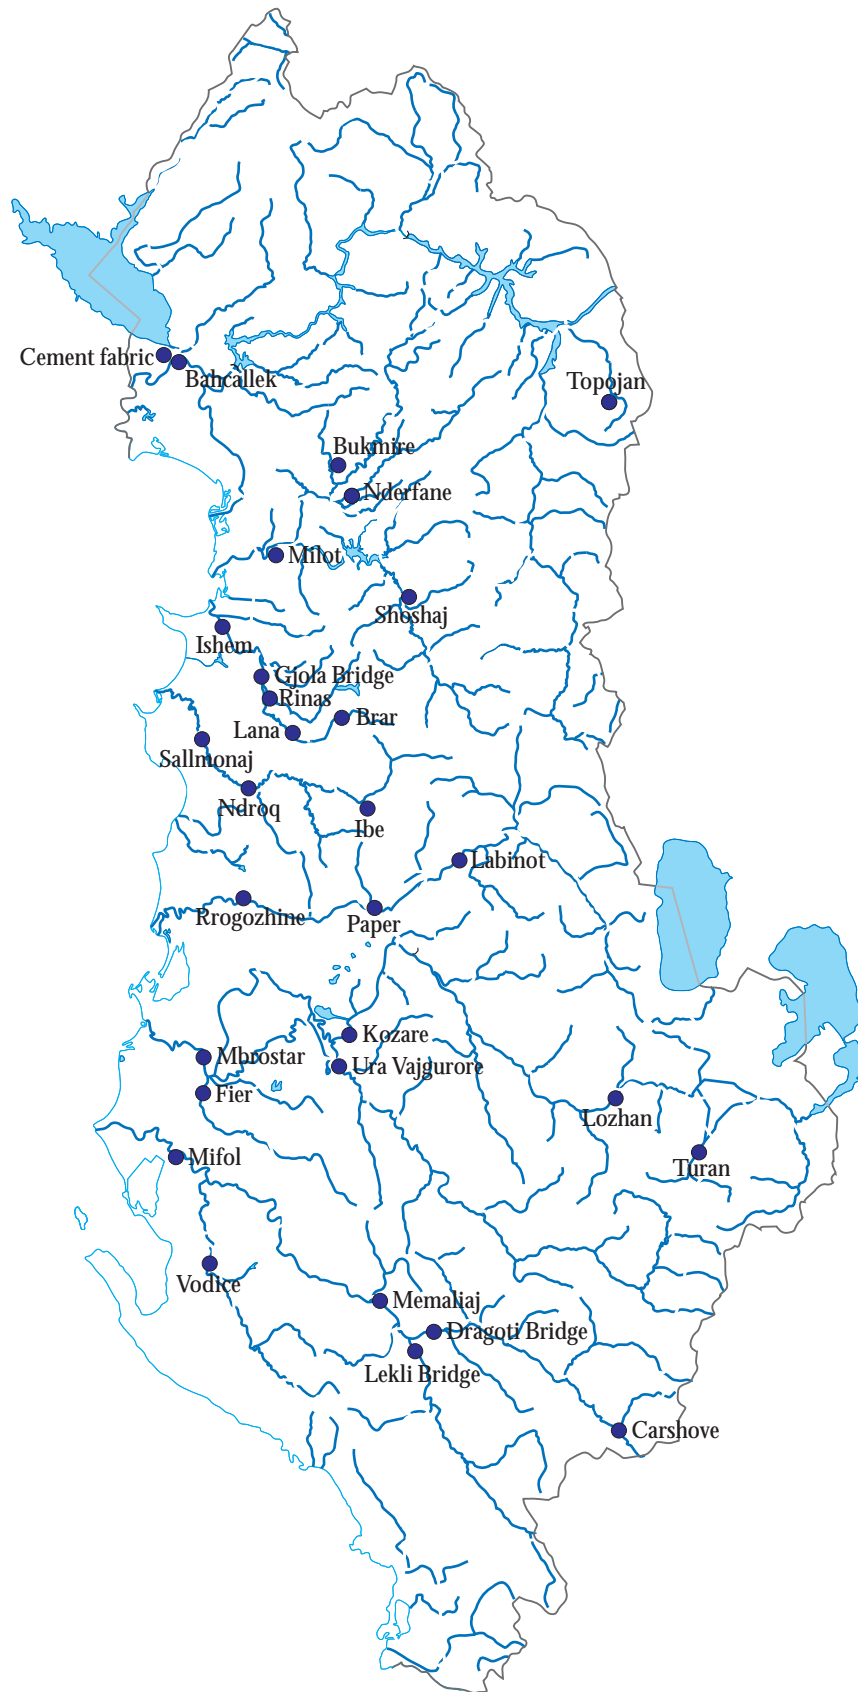 Cement fabric
Bahcallek
Topojan
Bukmire
Nderfane
Milot
Shoshaj
Ishem
Gjola Bridge
Rinas
Brar
Lana
Sallmonaj
Ndroq
Ibe
Labinot
Rrogozhine
Paper
Kozare
Mbrostar
Ura Vajgurore
Fier
Lozhan
Mifol
Turan
Vodice
Memaliaj
Dragoti Bridge
Lekli Bridge
Carshove